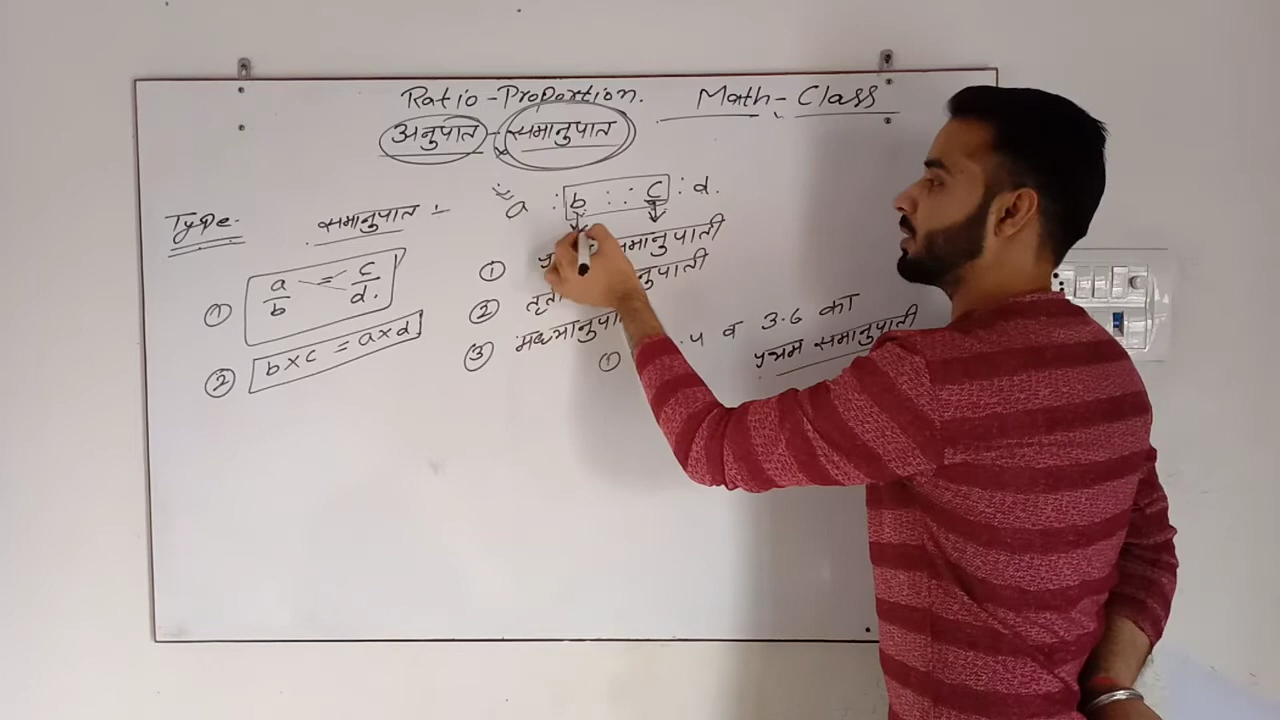 Ratio - Proportion.
Math - Class
अनुपात - समानुपात
a : b :: c : d.
Type.
समानुपात :-
① a/b = c/d.
② b×c = a×d
① समानुपाती
②
③ मध्यानुपाती
① व 3.6 का
प्रथम समानुपाती